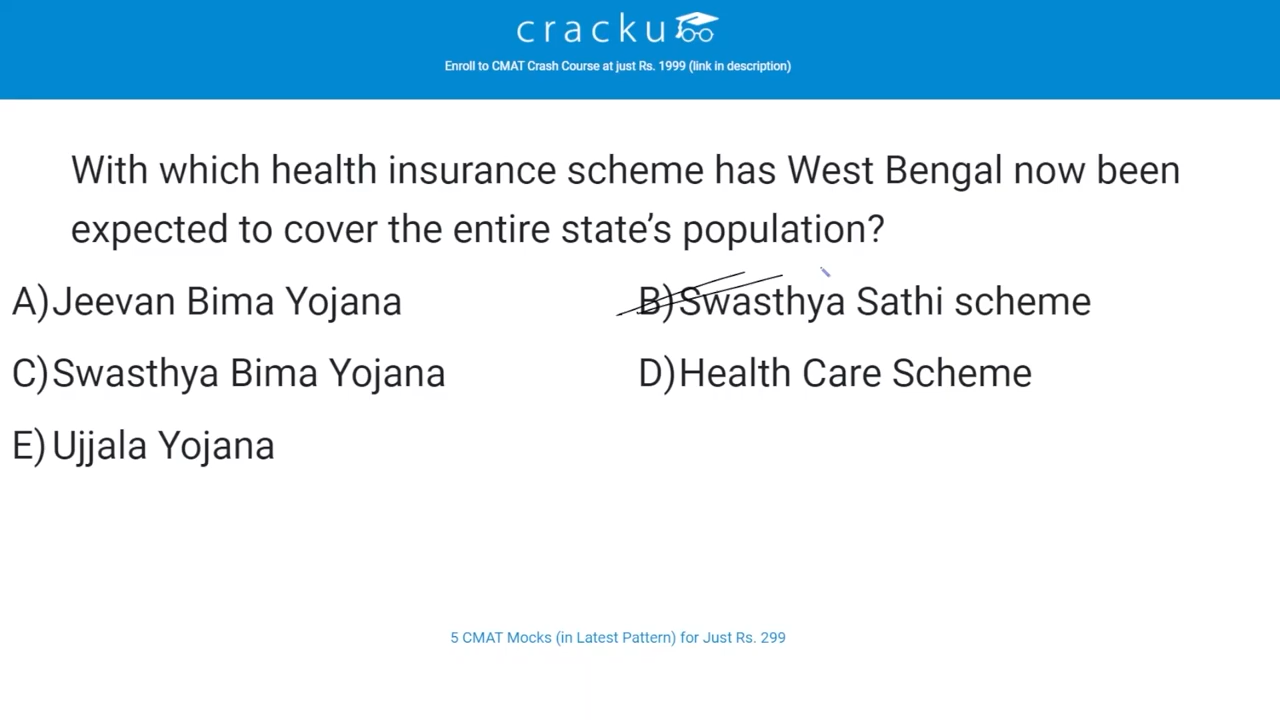 cracku
Enroll to CMAT Crash Course at just Rs. 1999 (link in description)
With which health insurance scheme has West Bengal now been
expected to cover the entire state’s population?
A) Jeevan Bima Yojana
B) Swasthya Sathi scheme
C) Swasthya Bima Yojana
D) Health Care Scheme
E) Ujjala Yojana
5 CMAT Mocks (in Latest Pattern) for Just Rs. 299